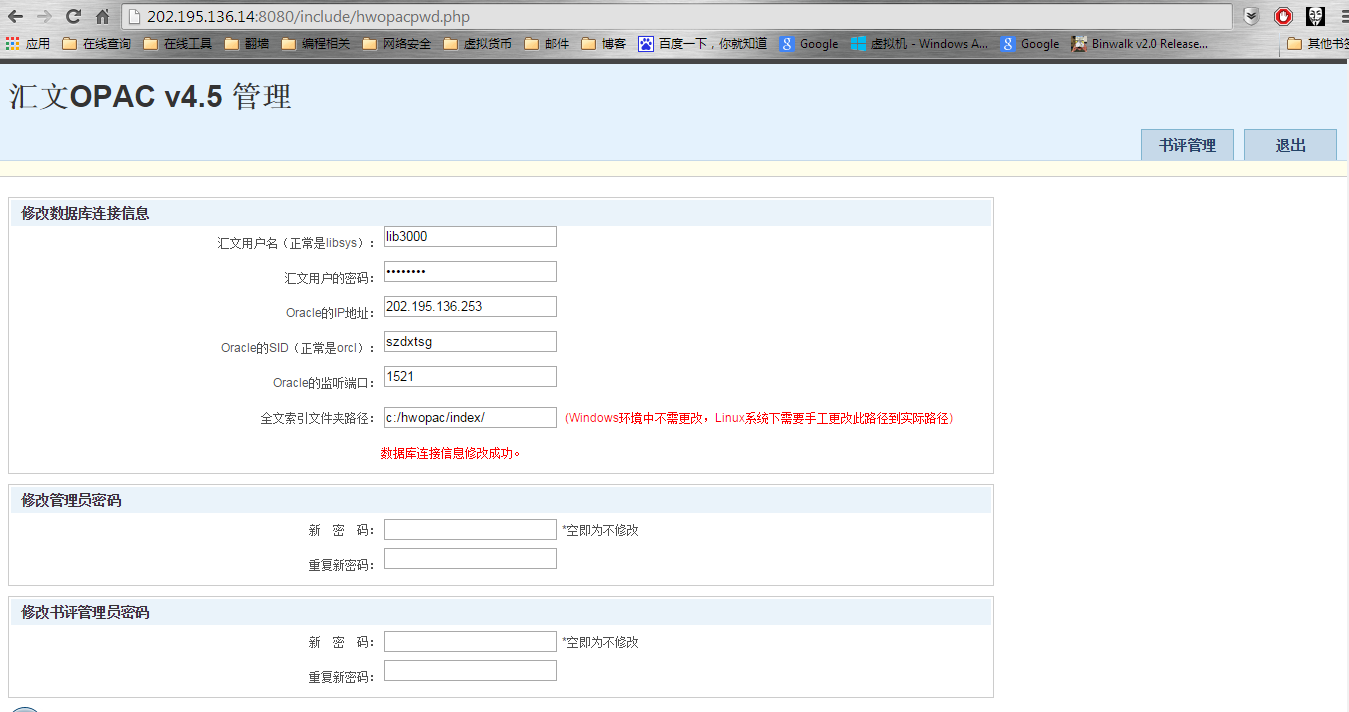 202.195.136.14:8080/include/hwopacpwd.php
应用 在线查询 在线工具 翻墙 编程相关 网络安全 虚拟货币 邮件 博客 百度一下，你就知道 Google 虚拟机 - Windows A... Google Binwalk v2.0 Release... 其他书签
汇文OPAC v4.5 管理
书评管理 退出
修改数据库连接信息
汇文用户名（正常是libsys）： lib3000
汇文用户的密码： ••••••••
Oracle的IP地址： 202.195.136.253
Oracle的SID（正常是orcl）： szdxtsg
Oracle的监听端口： 1521
全文索引文件夹路径： c:/hwopac/index/ (Windows环境中不需更改，Linux系统下需要手工更改此路径到实际路径)
数据库连接信息修改成功。
修改管理员密码
新 密 码： *空即为不修改
重复新密码：
修改书评管理员密码
新 密 码： *空即为不修改
重复新密码：